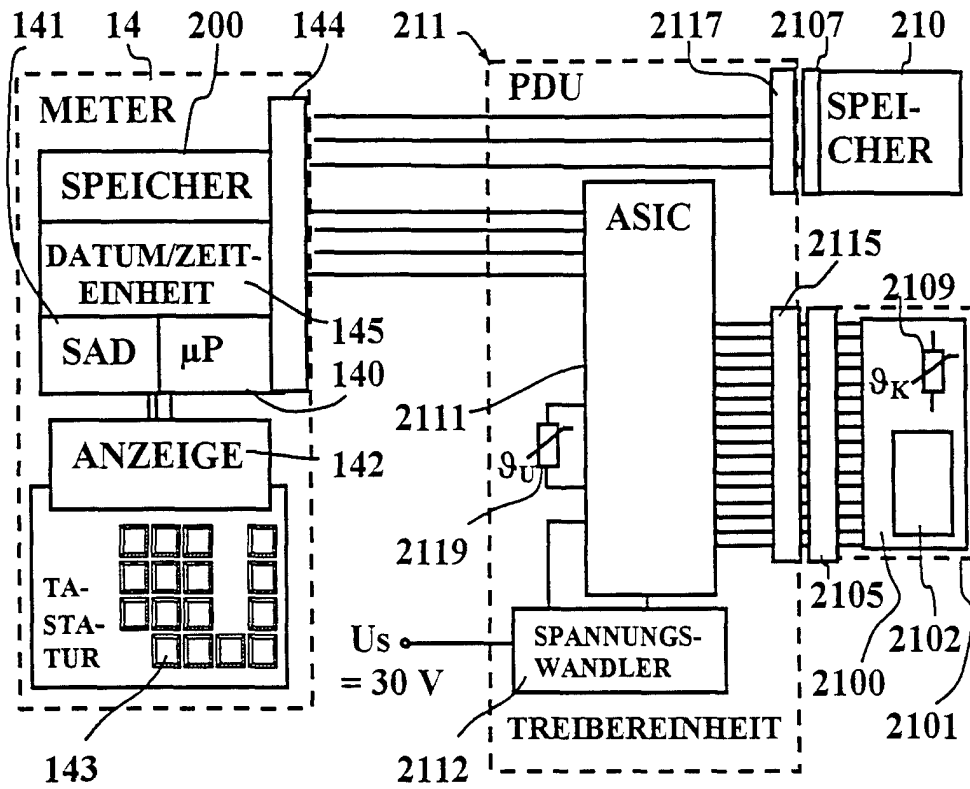 141
14
200
144
211
2117
2107
210
METER
PDU
SPEI-
CHER
SPEICHER
ASIC
DATUM/ZEIT-
EINHEIT
2115
2109
SAD
µP
145
140
ϑK
2111
ANZEIGE
142
ϑU
2119
2105
TA-
STA-
TUR
Us
= 30 V
SPANNUNGS-
WANDLER
2102
2100
2101
TREIBEREINHEIT
143
2112